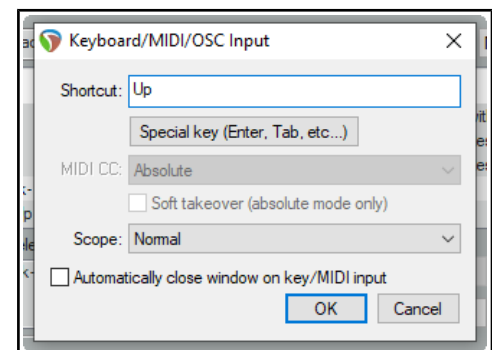 Keyboard/MIDI/OSC Input
Shortcut: Up
Special key (Enter, Tab, etc...)
MIDI CC: Absolute
Soft takeover (absolute mode only)
Scope: Normal
Automatically close window on key/MIDI input
OK Cancel